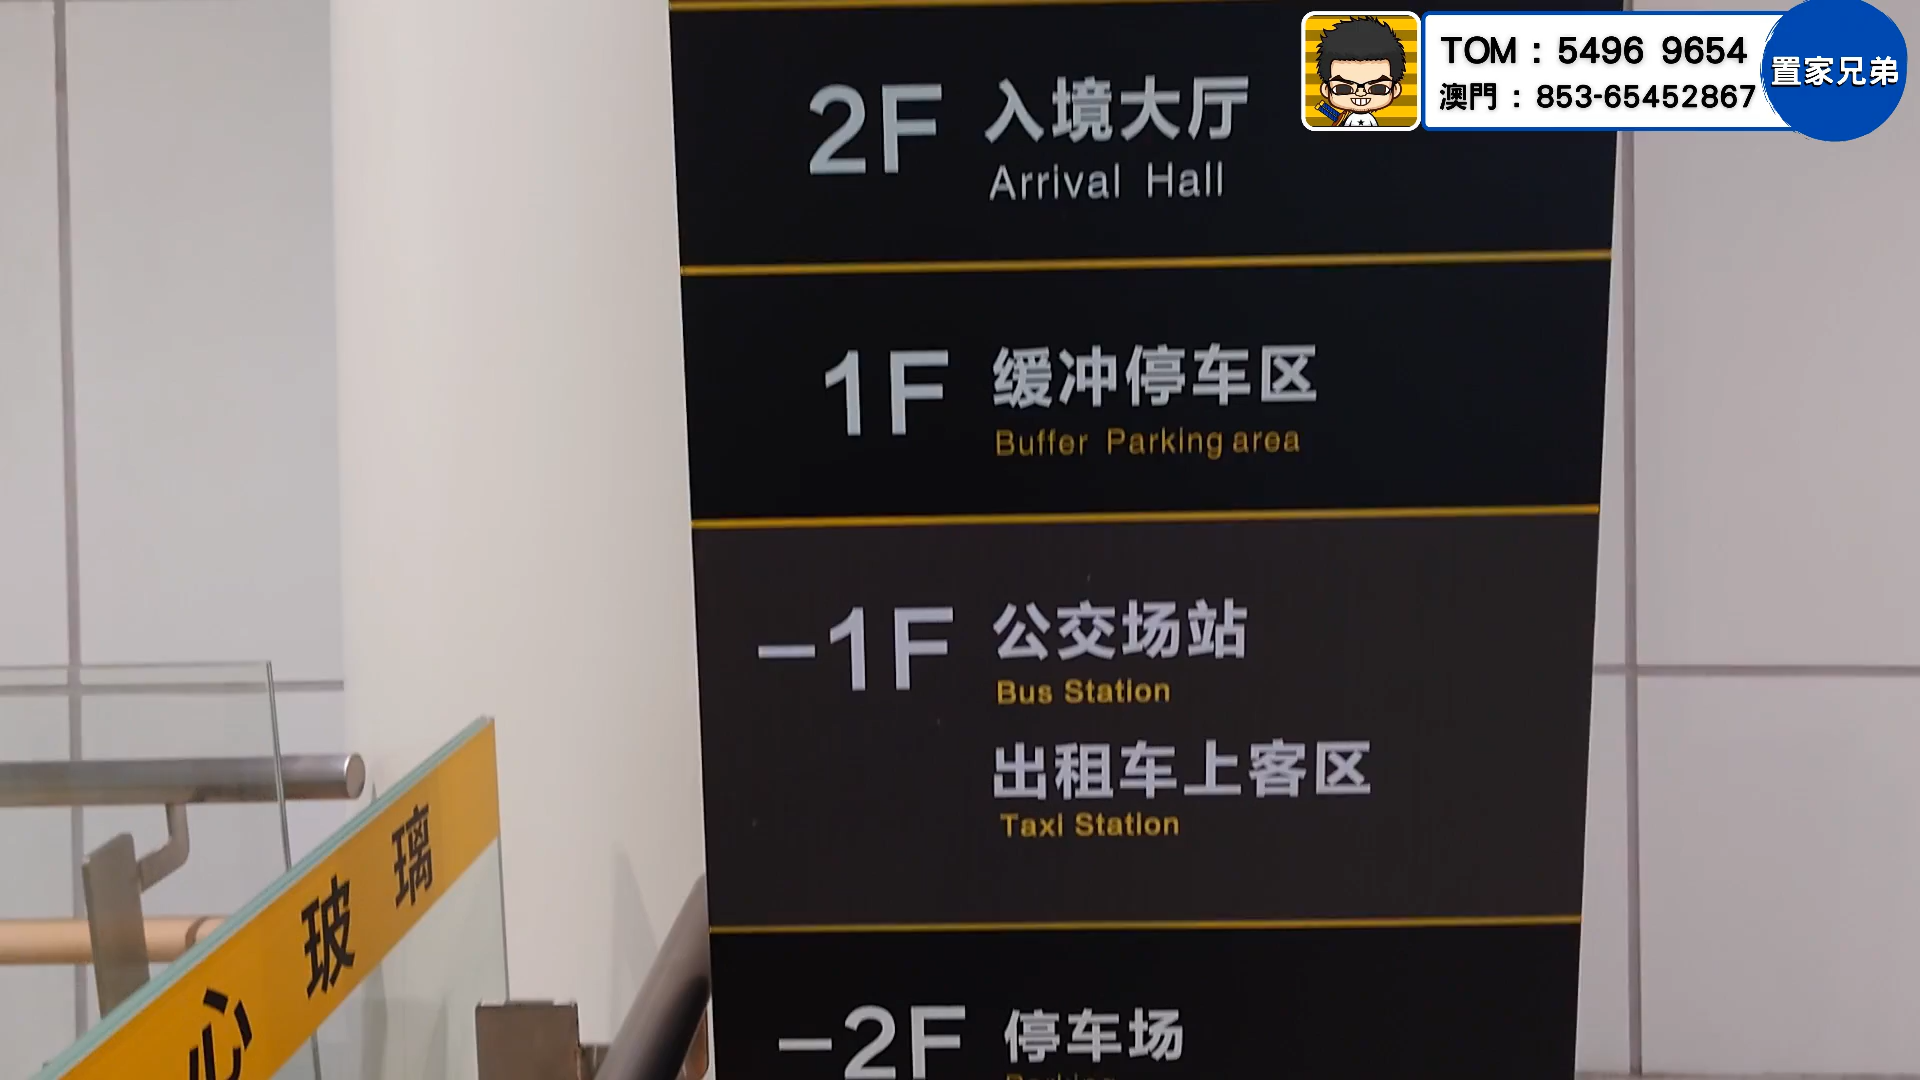 TOM : 5496 9654
澳門 : 853-65452867
置家兄弟
2F 入境大厅
Arrival Hall
1F 缓冲停车区
Buffer Parking area
-1F 公交场站
Bus Station
出租车上客区
Taxi Station
-2F 停车场
Parking
心玻璃